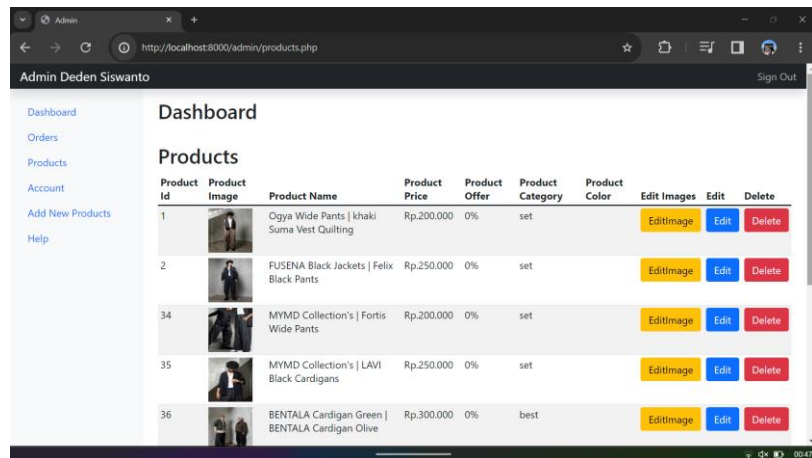 Admin
http://localhost:8000/admin/products.php
Admin Deden Siswanto
Sign Out
Dashboard
Orders
Products
Account
Add New Products
Help
Dashboard
Products
Product Id Product Image Product Name Product Price Product Offer Product Category Product Color Edit Images Edit Delete
1 Ogya Wide Pants | khaki Rp.200.000 0% set EditImage Edit Delete
Suma Vest Quilting
2 FUSENA Black Jackets | Felix Rp.250.000 0% set EditImage Edit Delete
Black Pants
34 MYMD Collection's | Fortis Rp.200.000 0% set EditImage Edit Delete
Wide Pants
35 MYMD Collection's | LAVI Rp.250.000 0% set EditImage Edit Delete
Black Cardigans
36 BENTALA Cardigan Green | Rp.300.000 0% best EditImage Edit Delete
BENTALA Cardigan Olive